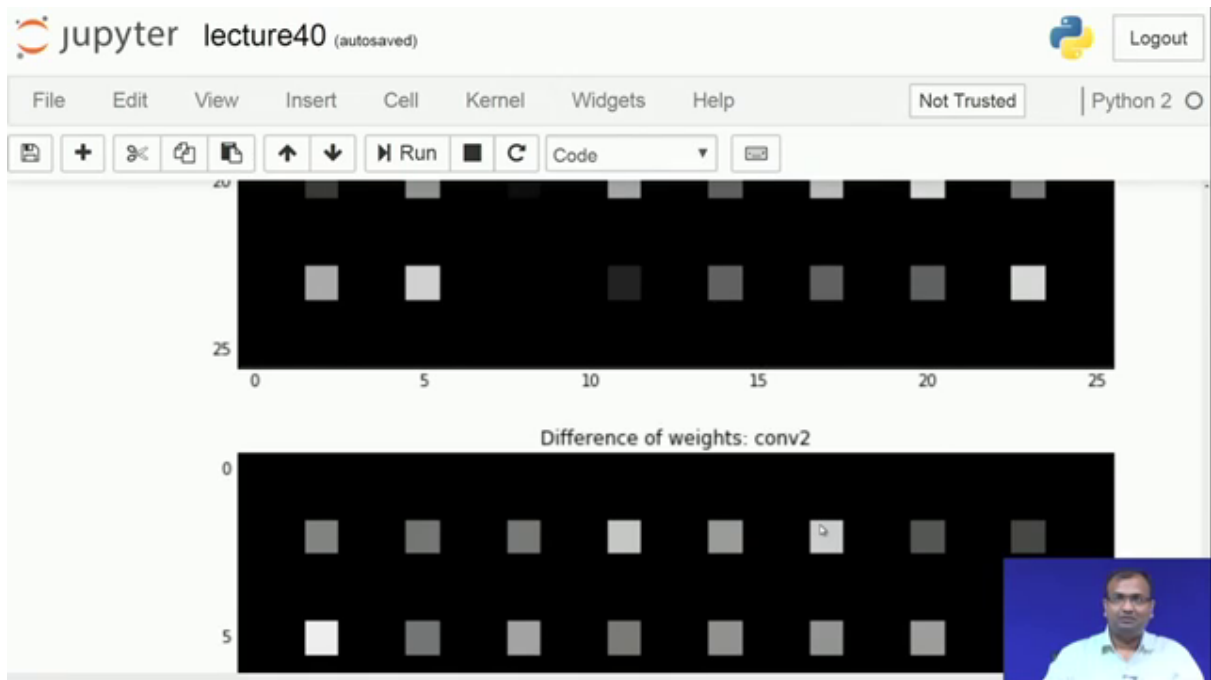 jupyter lecture40 (autosaved)
Logout
File Edit View Insert Cell Kernel Widgets Help
Not Trusted
Python 2
Run
Code
20
25
0 5 10 15 20 25
Difference of weights: conv2
0
5